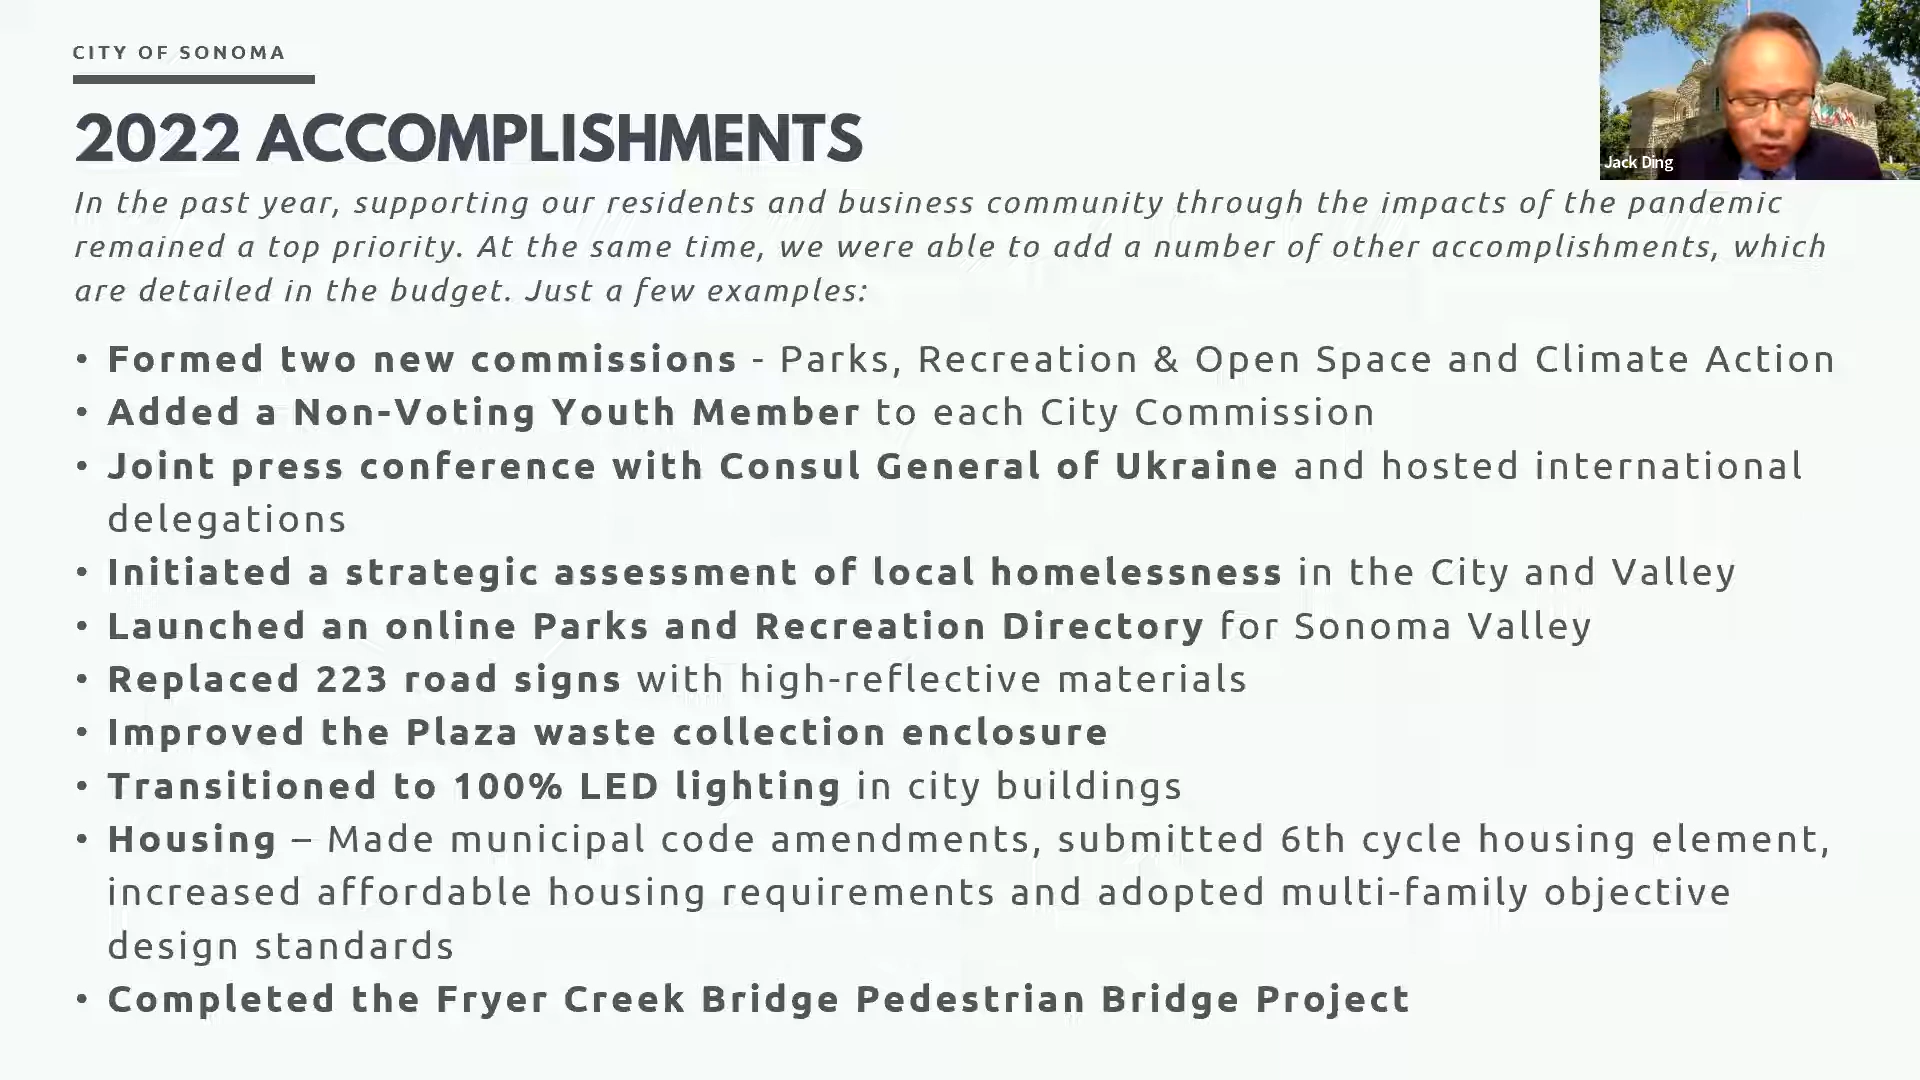 CITY OF SONOMA
2022 ACCOMPLISHMENTS
Jack Ding
In the past year, supporting our residents and business community through the impacts of the pandemic
remained a top priority. At the same time, we were able to add a number of other accomplishments, which
are detailed in the budget. Just a few examples:
• Formed two new commissions - Parks, Recreation & Open Space and Climate Action
• Added a Non-Voting Youth Member to each City Commission
• Joint press conference with Consul General of Ukraine and hosted international
delegations
• Initiated a strategic assessment of local homelessness in the City and Valley
• Launched an online Parks and Recreation Directory for Sonoma Valley
• Replaced 223 road signs with high-reflective materials
• Improved the Plaza waste collection enclosure
• Transitioned to 100% LED lighting in city buildings
• Housing – Made municipal code amendments, submitted 6th cycle housing element,
increased affordable housing requirements and adopted multi-family objective
design standards
• Completed the Fryer Creek Bridge Pedestrian Bridge Project